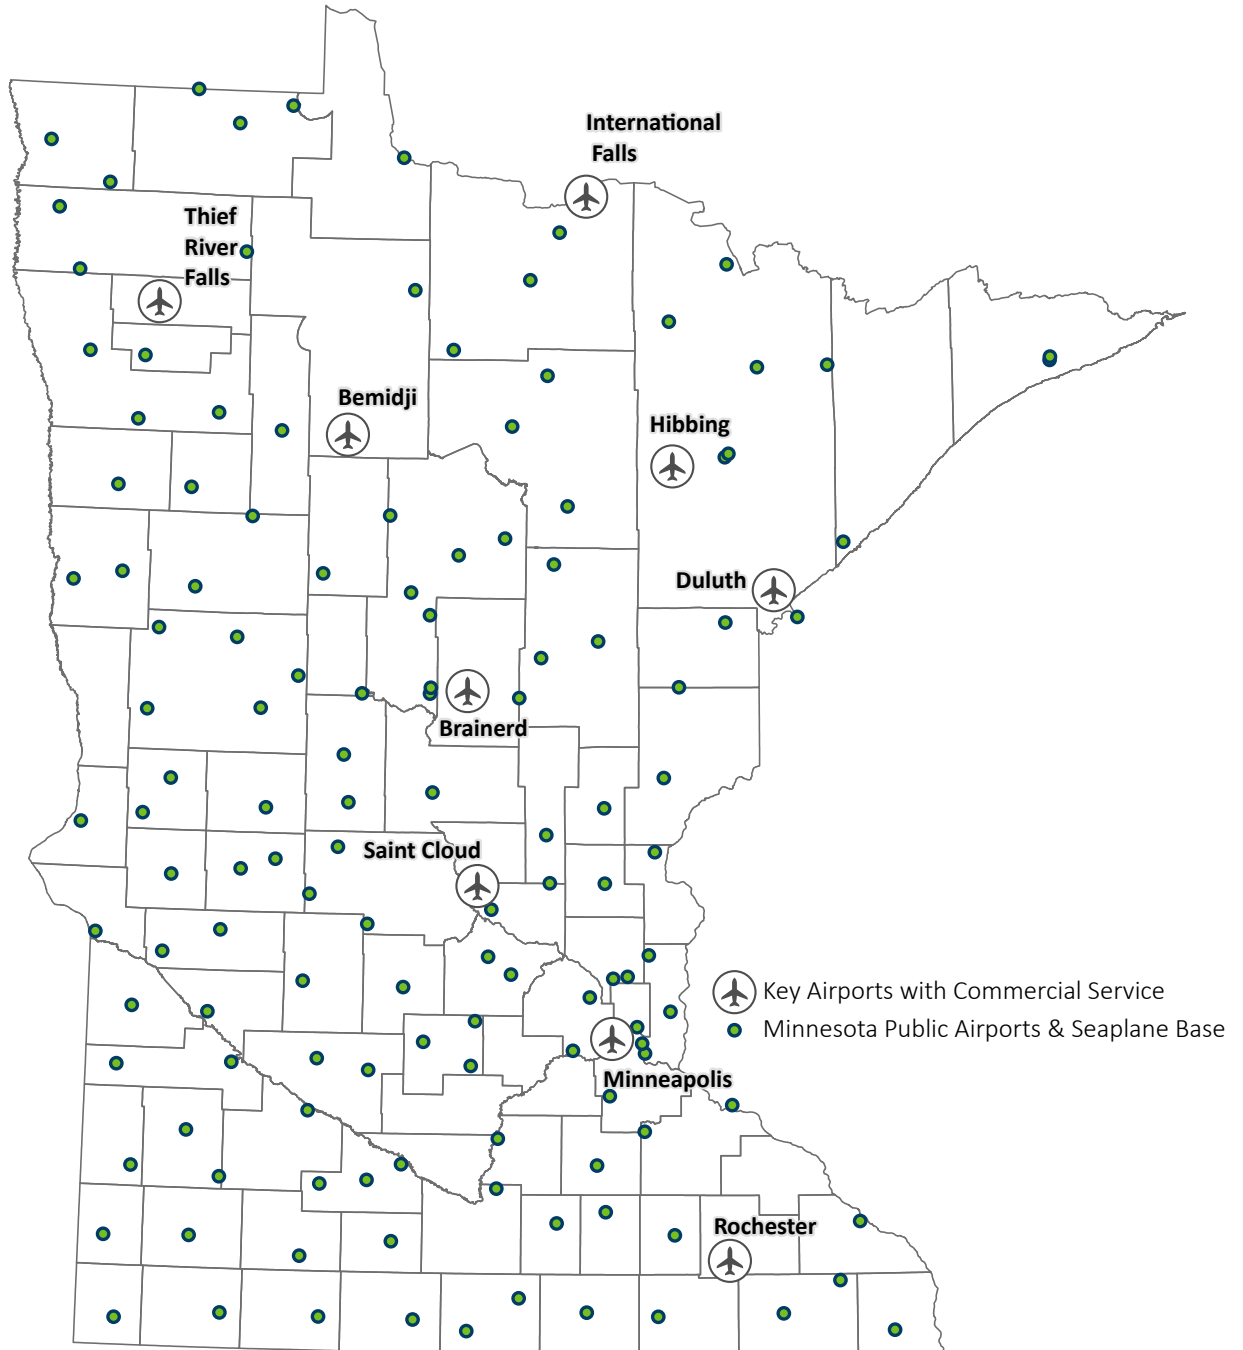 International
Falls
Thief
River
Falls
Bemidji
Hibbing
Duluth
Brainerd
Saint Cloud
Key Airports with Commercial Service
Minnesota Public Airports & Seaplane Base
Minneapolis
Rochester